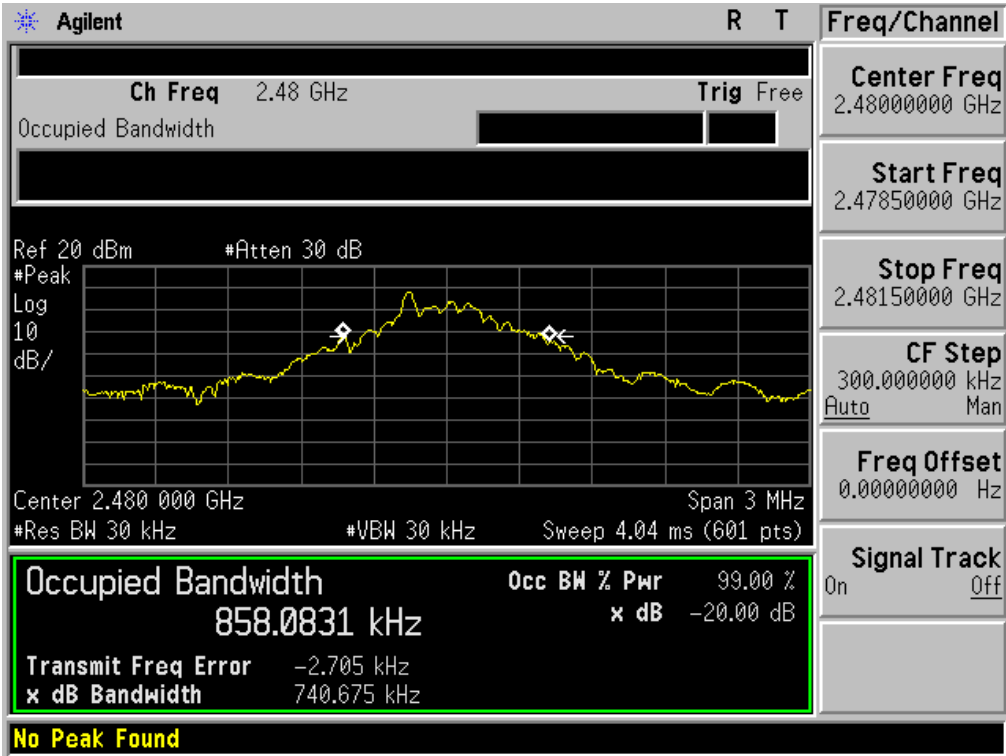 Agilent R T Freq/Channel
Ch Freq 2.48 GHz Trig Free
Occupied Bandwidth
Center Freq
2.48000000 GHz
Start Freq
2.47850000 GHz
Stop Freq
2.48150000 GHz
CF Step
300.000000 kHz
Auto Man
Freq Offset
0.00000000 Hz
Signal Track
On Off
Ref 20 dBm #Atten 30 dB
#Peak
Log
10
dB/
Center 2.480 000 GHz Span 3 MHz
#Res BW 30 kHz #VBW 30 kHz Sweep 4.04 ms (601 pts)
Occupied Bandwidth Occ BW % Pwr 99.00 %
858.0831 kHz x dB -20.00 dB
Transmit Freq Error -2.705 kHz
x dB Bandwidth 740.675 kHz
No Peak Found